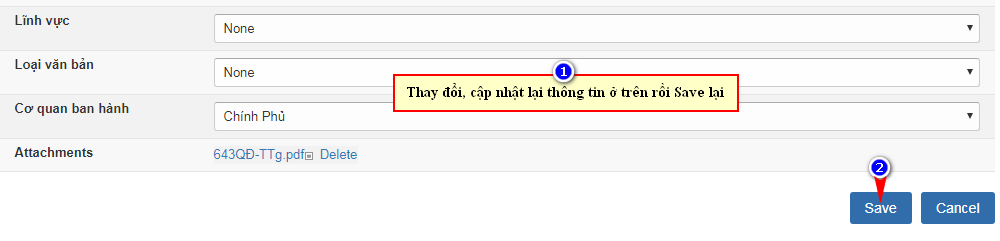 Lĩnh vực
None
Loại văn bản
None
1
Thay đổi, cập nhật lại thông tin ở trên rồi Save lại
Cơ quan ban hành
Chính Phủ
Attachments
643QĐ-TTg.pdf Delete
2
Save Cancel